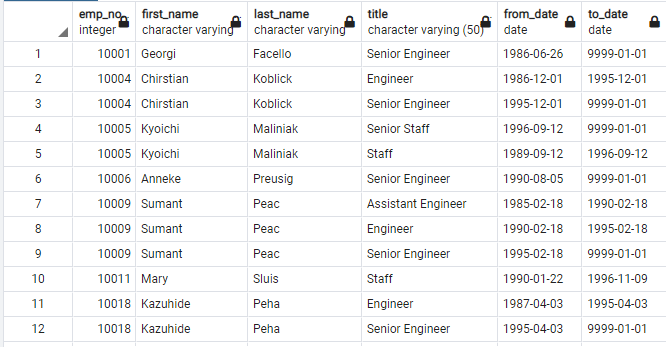 emp_no first_name last_name title from_date to_date
integer character varying character varying character varying (50) date date
1 10001 Georgi Facello Senior Engineer 1986-06-26 9999-01-01
2 10004 Chirstian Koblick Engineer 1986-12-01 1995-12-01
3 10004 Chirstian Koblick Senior Engineer 1995-12-01 9999-01-01
4 10005 Kyoichi Maliniak Senior Staff 1996-09-12 9999-01-01
5 10005 Kyoichi Maliniak Staff 1989-09-12 1996-09-12
6 10006 Anneke Preusig Senior Engineer 1990-08-05 9999-01-01
7 10009 Sumant Peac Assistant Engineer 1985-02-18 1990-02-18
8 10009 Sumant Peac Engineer 1990-02-18 1995-02-18
9 10009 Sumant Peac Senior Engineer 1995-02-18 9999-01-01
10 10011 Mary Sluis Staff 1990-01-22 1996-11-09
11 10018 Kazuhide Peha Engineer 1987-04-03 1995-04-03
12 10018 Kazuhide Peha Senior Engineer 1995-04-03 9999-01-01